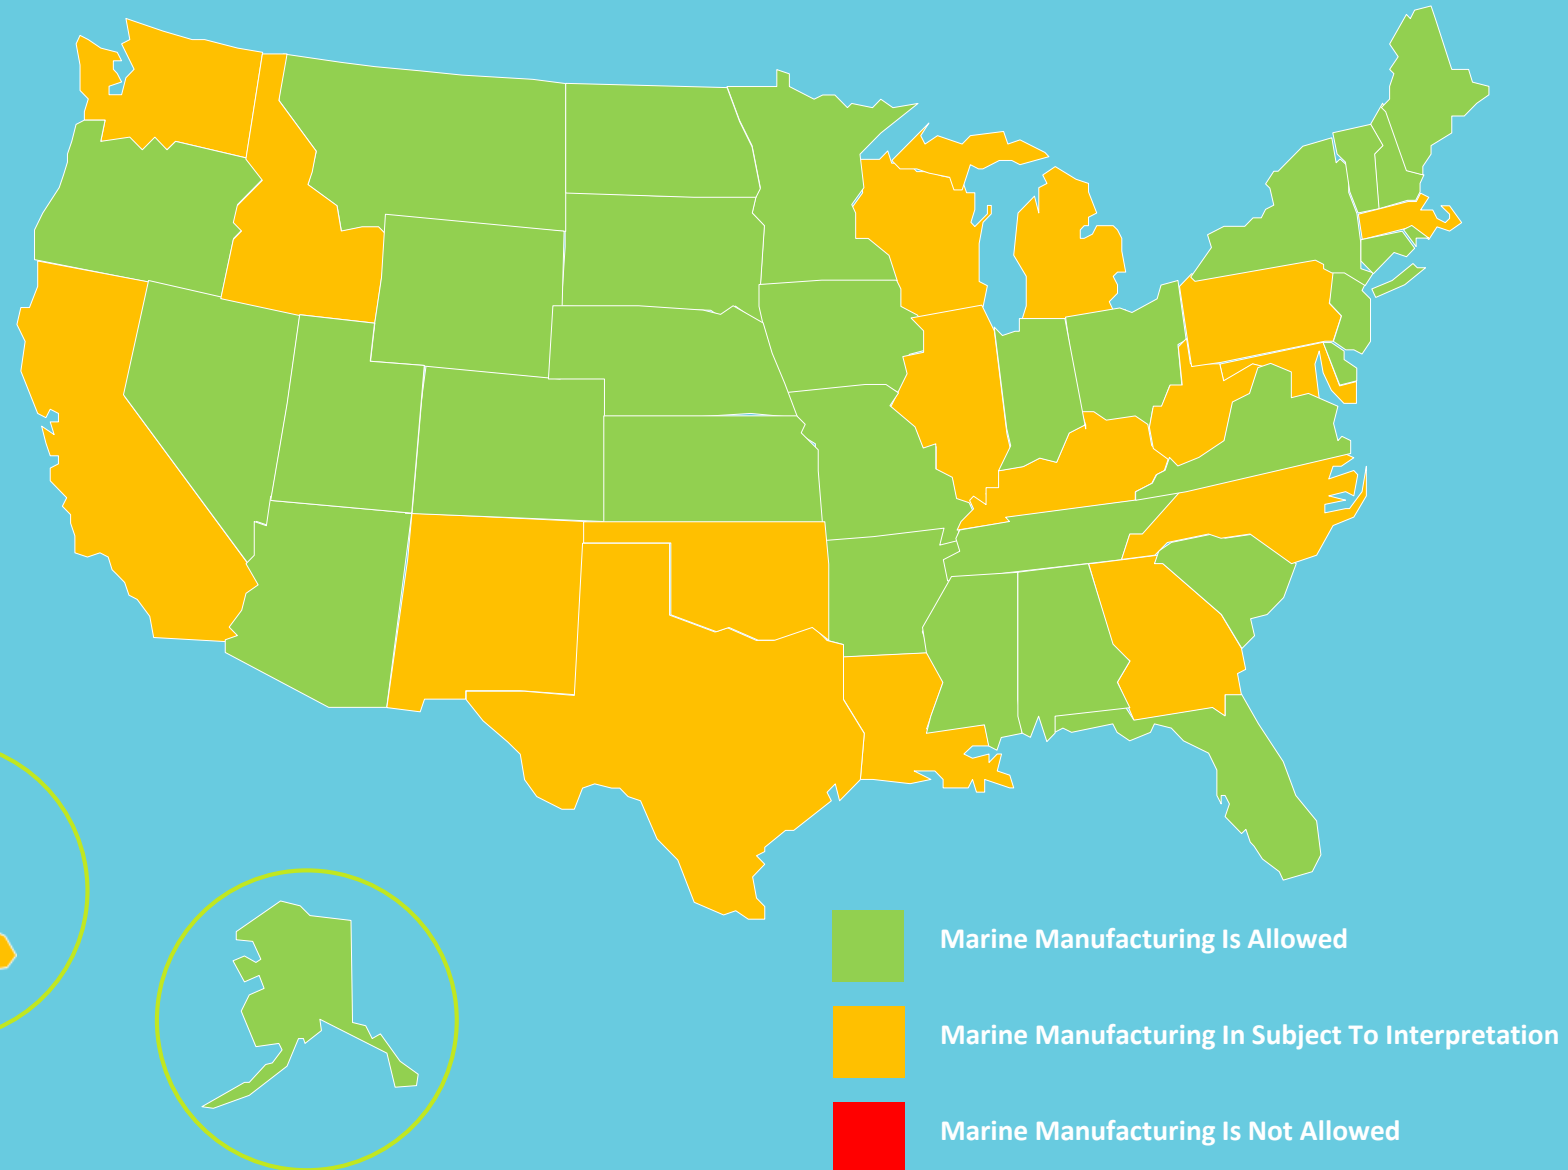 Marine Manufacturing Is Allowed
Marine Manufacturing In Subject To Interpretation
Marine Manufacturing Is Not Allowed